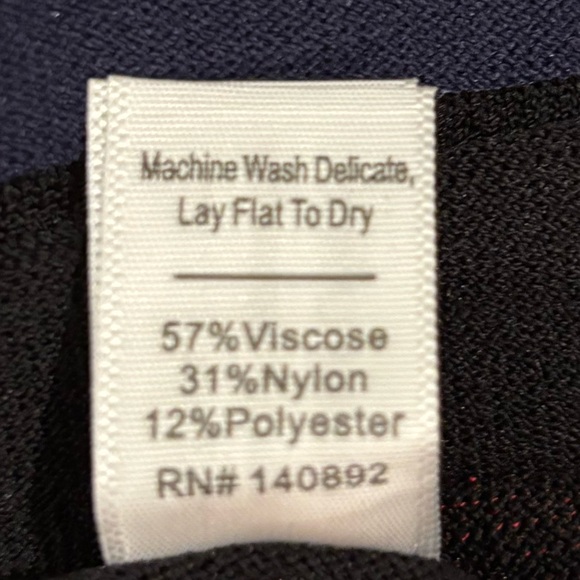 Machine Wash Delicate,
Lay Flat To Dry
57%Viscose
31%Nylon
12%Polyester
RN# 140892